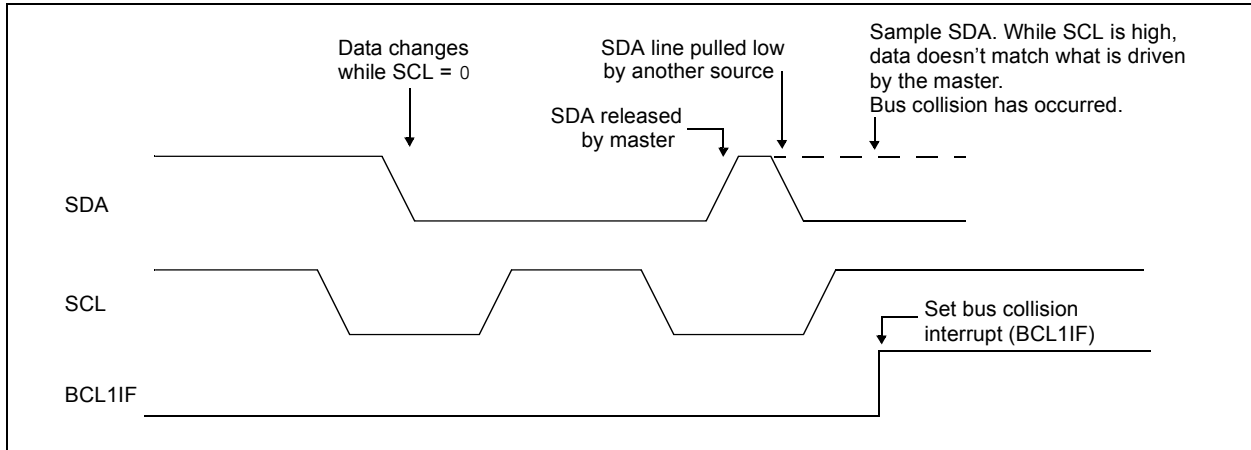 Data changes
while SCL = 0
SDA line pulled low
by another source
Sample SDA. While SCL is high,
data doesn’t match what is driven
by the master.
Bus collision has occurred.
SDA released
by master
SDA
SCL
Set bus collision
interrupt (BCL1IF)
BCL1IF